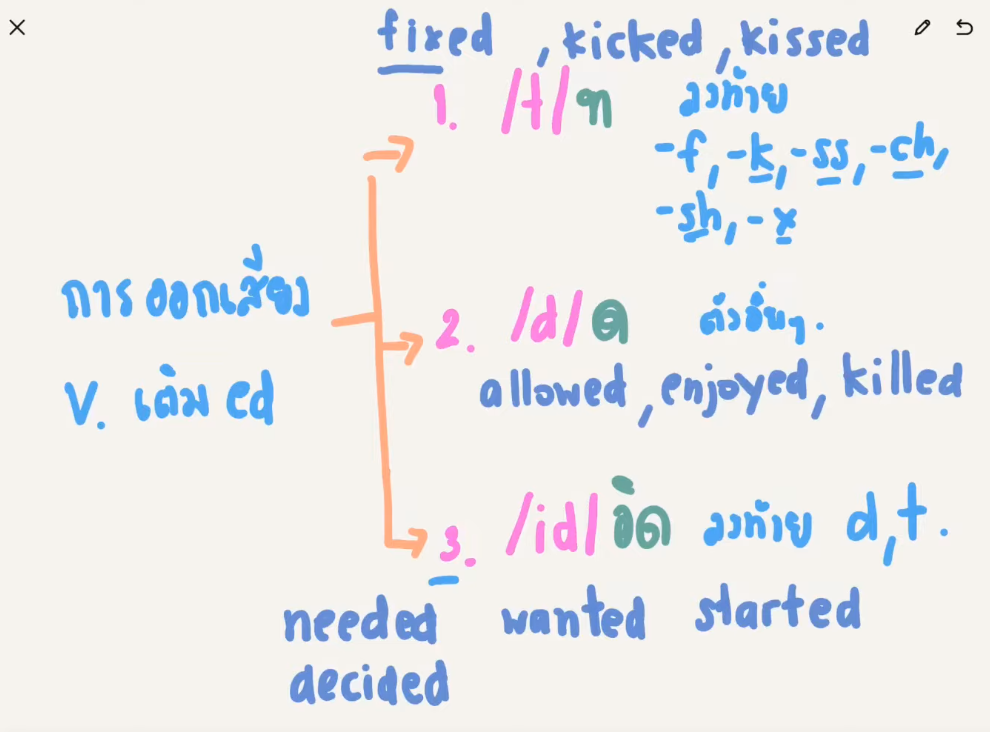 fixed , kicked , kissed
1. /t/ ท ลงท้าย
-f, -k, -ss, -ch,
-sh, -x
การออกเสียง
V. เติม ed
2. /d/ ด ตัวอื่นๆ.
allowed , enjoyed , killed
3. /id/ อิด ลงท้าย d, t.
needed wanted started
decided